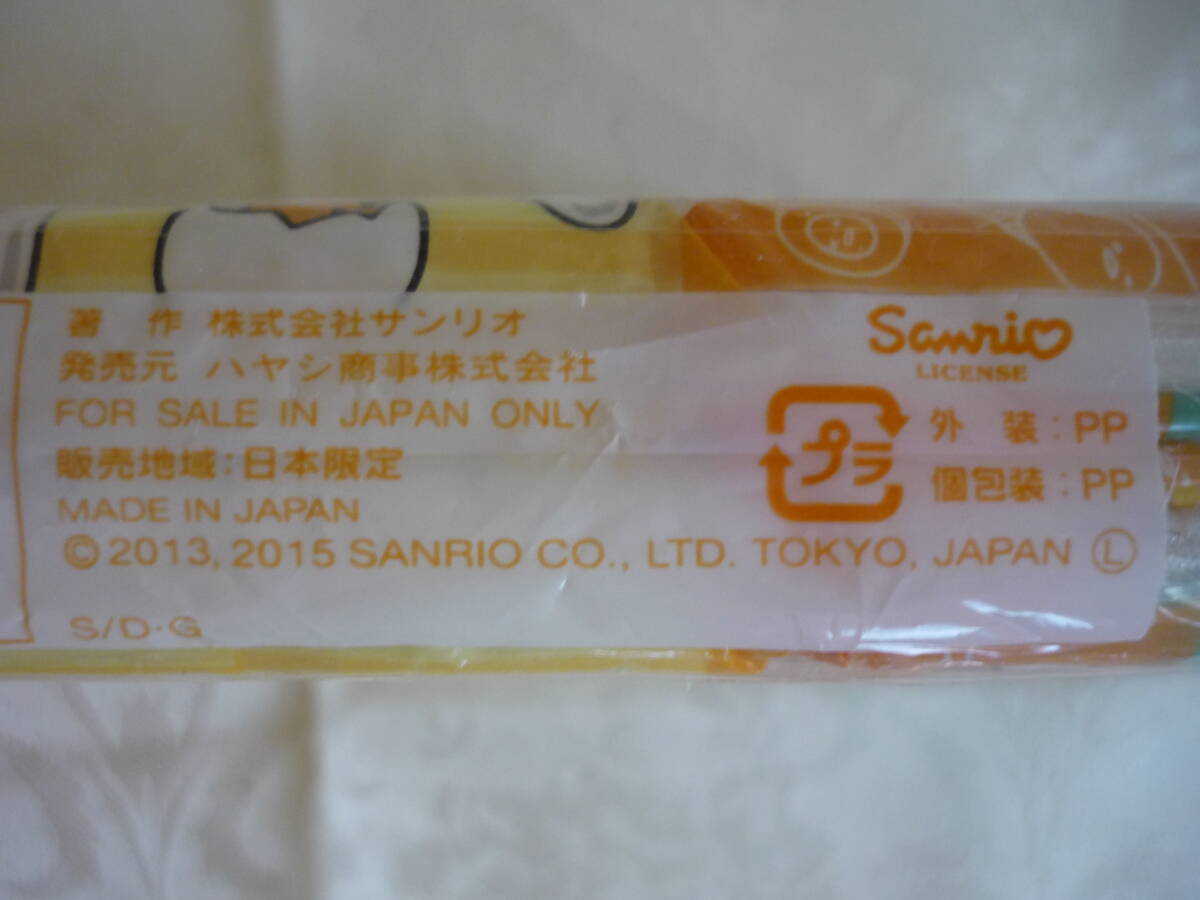 著 作 株式会社サンリオ
発売元 ハヤシ商事株式会社
FOR SALE IN JAPAN ONLY
販売地域：日本限定
MADE IN JAPAN
©2013, 2015 SANRIO CO., LTD. TOKYO, JAPAN Ⓛ
S/D·G
Sanrio
LICENSE
プラ
外 装：PP
個包装：PP